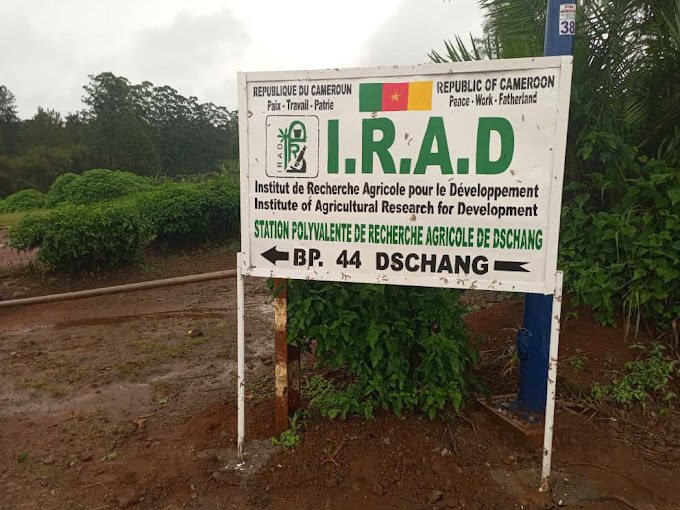 REPUBLIQUE DU CAMEROUN
Paix - Travail - Patrie
REPUBLIC OF CAMEROON
Peace - Work - Fatherland
IRAD
I.R.A.D
Institut de Recherche Agricole pour le Développement
Institute of Agricultural Research for Development
STATION POLYVALENTE DE RECHERCHE AGRICOLE DE DSCHANG
BP. 44 DSCHANG
38